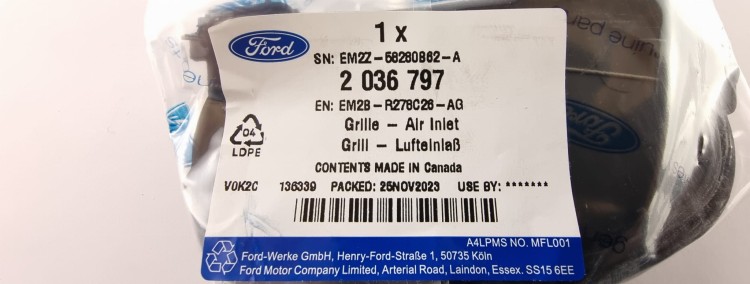 Ford
1 x
SN: EM2Z-58280B62-A
2 036 797
EN: EM2B-R278C26-AG
Grille - Air Inlet
Grill - Lufteinlaß
04
LDPE
CONTENTS MADE IN Canada
V0K2C 136339 PACKED: 25NOV2023 USE BY: *******
A4LPMS NO. MFL001
Ford-Werke GmbH, Henry-Ford-Straße 1, 50735 Köln
Ford Motor Company Limited, Arterial Road, Laindon, Essex. SS15 6EE
Ford